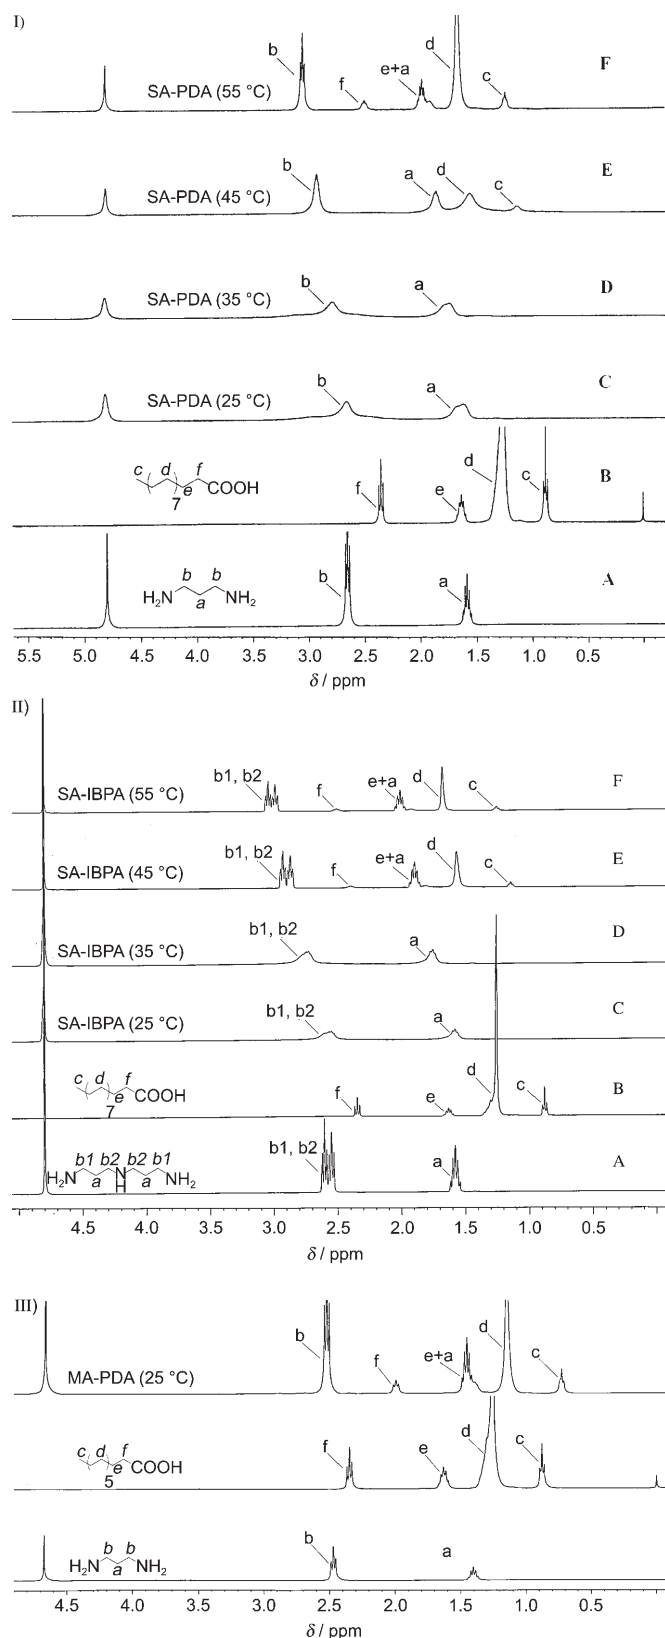 I)
b d
f e+a c F
SA-PDA (55 °C)
b a d c E
SA-PDA (45 °C)
b a D
SA-PDA (35 °C)
b a C
SA-PDA (25 °C)
c d f e COOH 7
f e d c B
b b
H₂N a NH₂
b a A
5.5 5.0 4.5 4.0 3.5 3.0 2.5 2.0 1.5 1.0 0.5
δ / ppm
II)
b1, b2 f e+a d c F
SA-IBPA (55 °C)
b1, b2 f e+a d c E
SA-IBPA (45 °C)
b1, b2 a D
SA-IBPA (35 °C)
b1, b2 a C
SA-IBPA (25 °C)
c d f e COOH 7
f e d c B
b1 b2 b2 b1
H₂N a N H a NH₂
b1, b2 a A
4.5 4.0 3.5 3.0 2.5 2.0 1.5 1.0 0.5
δ / ppm
III)
b f e+a d c
MA-PDA (25 °C)
c d f e COOH 5
f e d c
b b
H₂N a NH₂
b a
4.5 4.0 3.5 3.0 2.5 2.0 1.5 1.0 0.5
δ / ppm